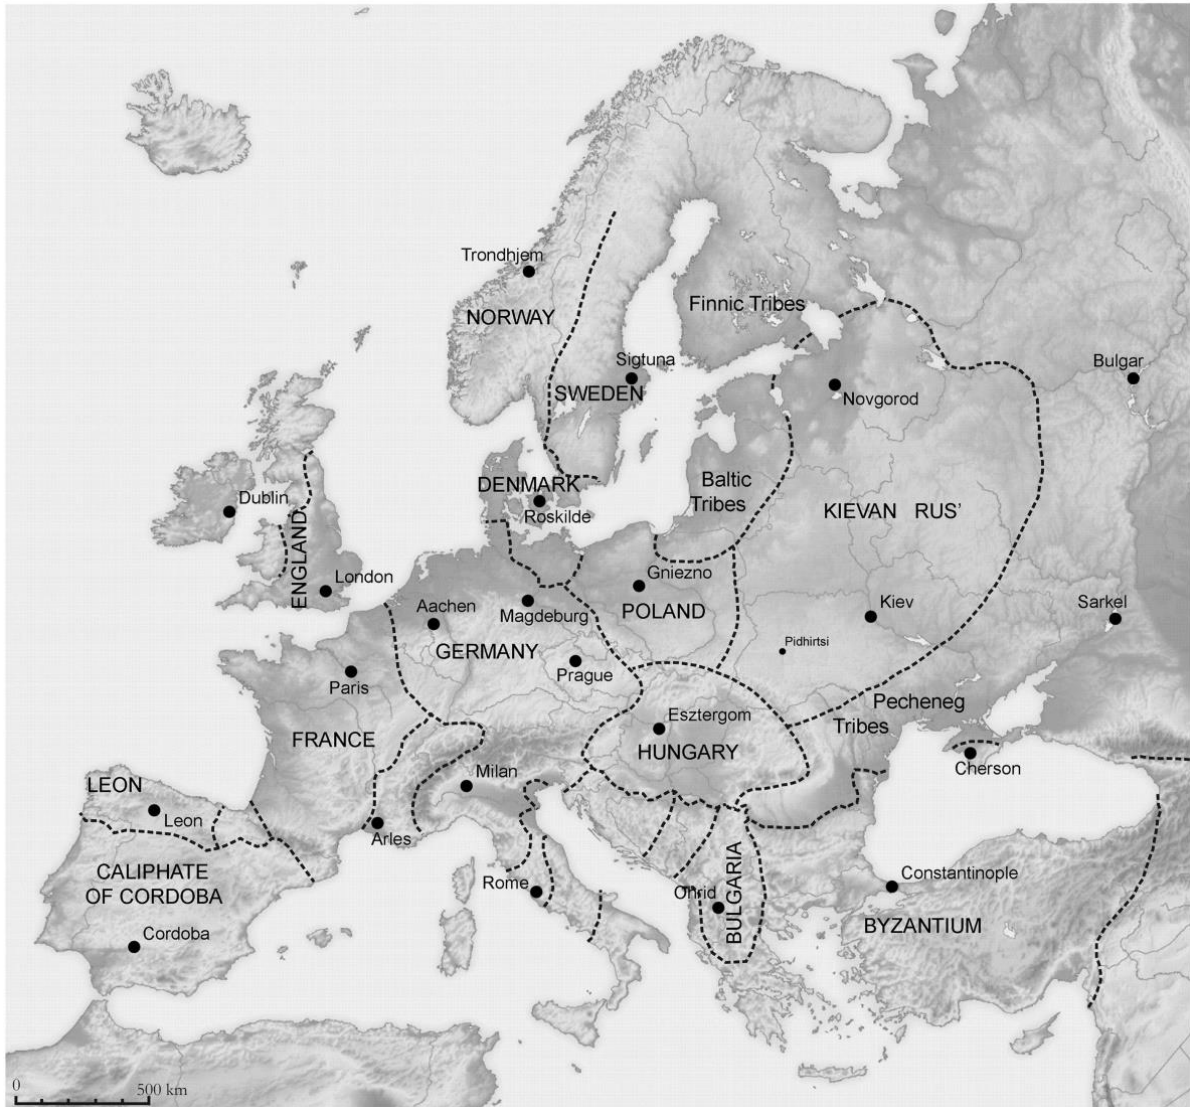 Trondhjem
NORWAY
Finnic Tribes
Sigtuna
SWEDEN
Bulgar
Novgorod
DENMARK
Roskilde
Baltic
Tribes
Dublin
ENGLAND
London
KIEVAN RUS’
Gniezno
POLAND
Magdeburg
Aachen
GERMANY
Kiev
Sarkel
Pidhirtsi
Prague
Paris
FRANCE
Esztergom
HUNGARY
Pecheneg
Tribes
Cherson
Milan
LEON
Leon
Arles
CALIPHATE
OF CORDOBA
Cordoba
Rome
Ohrid
BULGARIA
Constantinople
BYZANTIUM
0 500 km